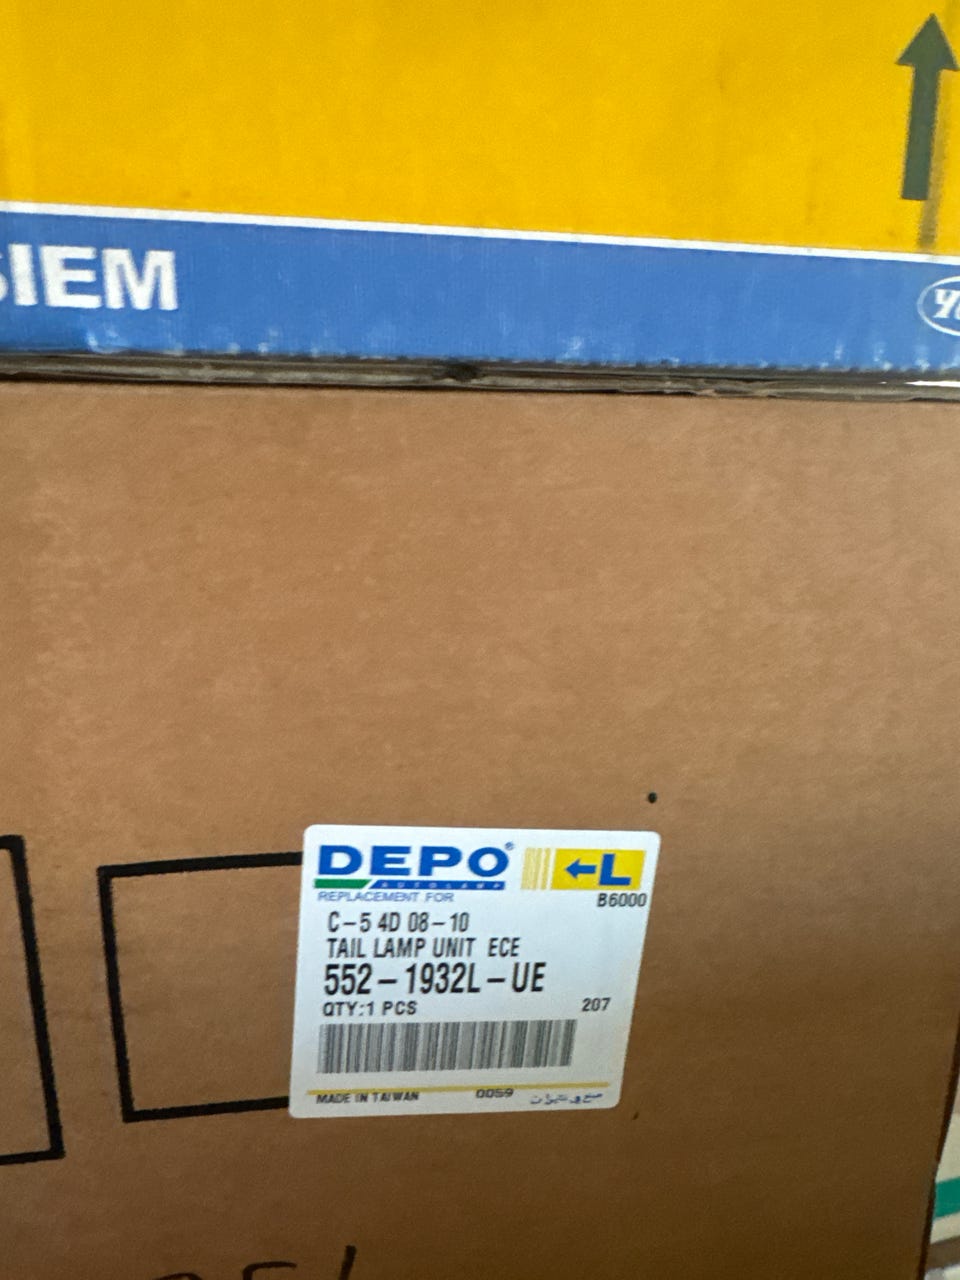 SIEM
DEPO®
←L
AUTOLAMP
REPLACEMENT FOR
B6000
C-5 4D 08-10
TAIL LAMP UNIT ECE
552-1932L-UE
QTY:1 PCS
207
MADE IN TAIWAN
0059